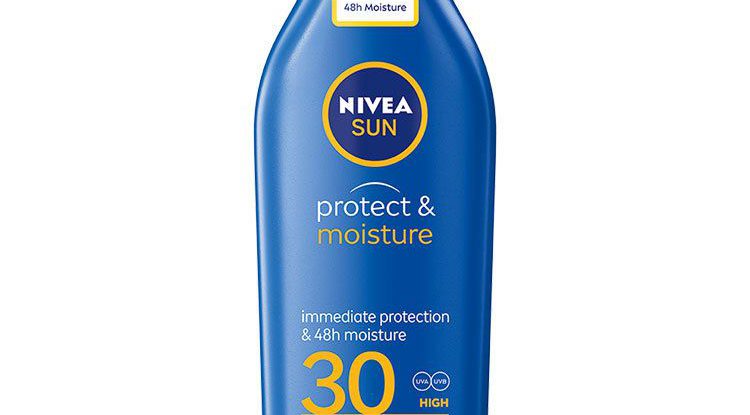 48h Moisture
NIVEA
SUN
protect &
moisture
immediate protection
& 48h moisture
30
UVA UVB
HIGH